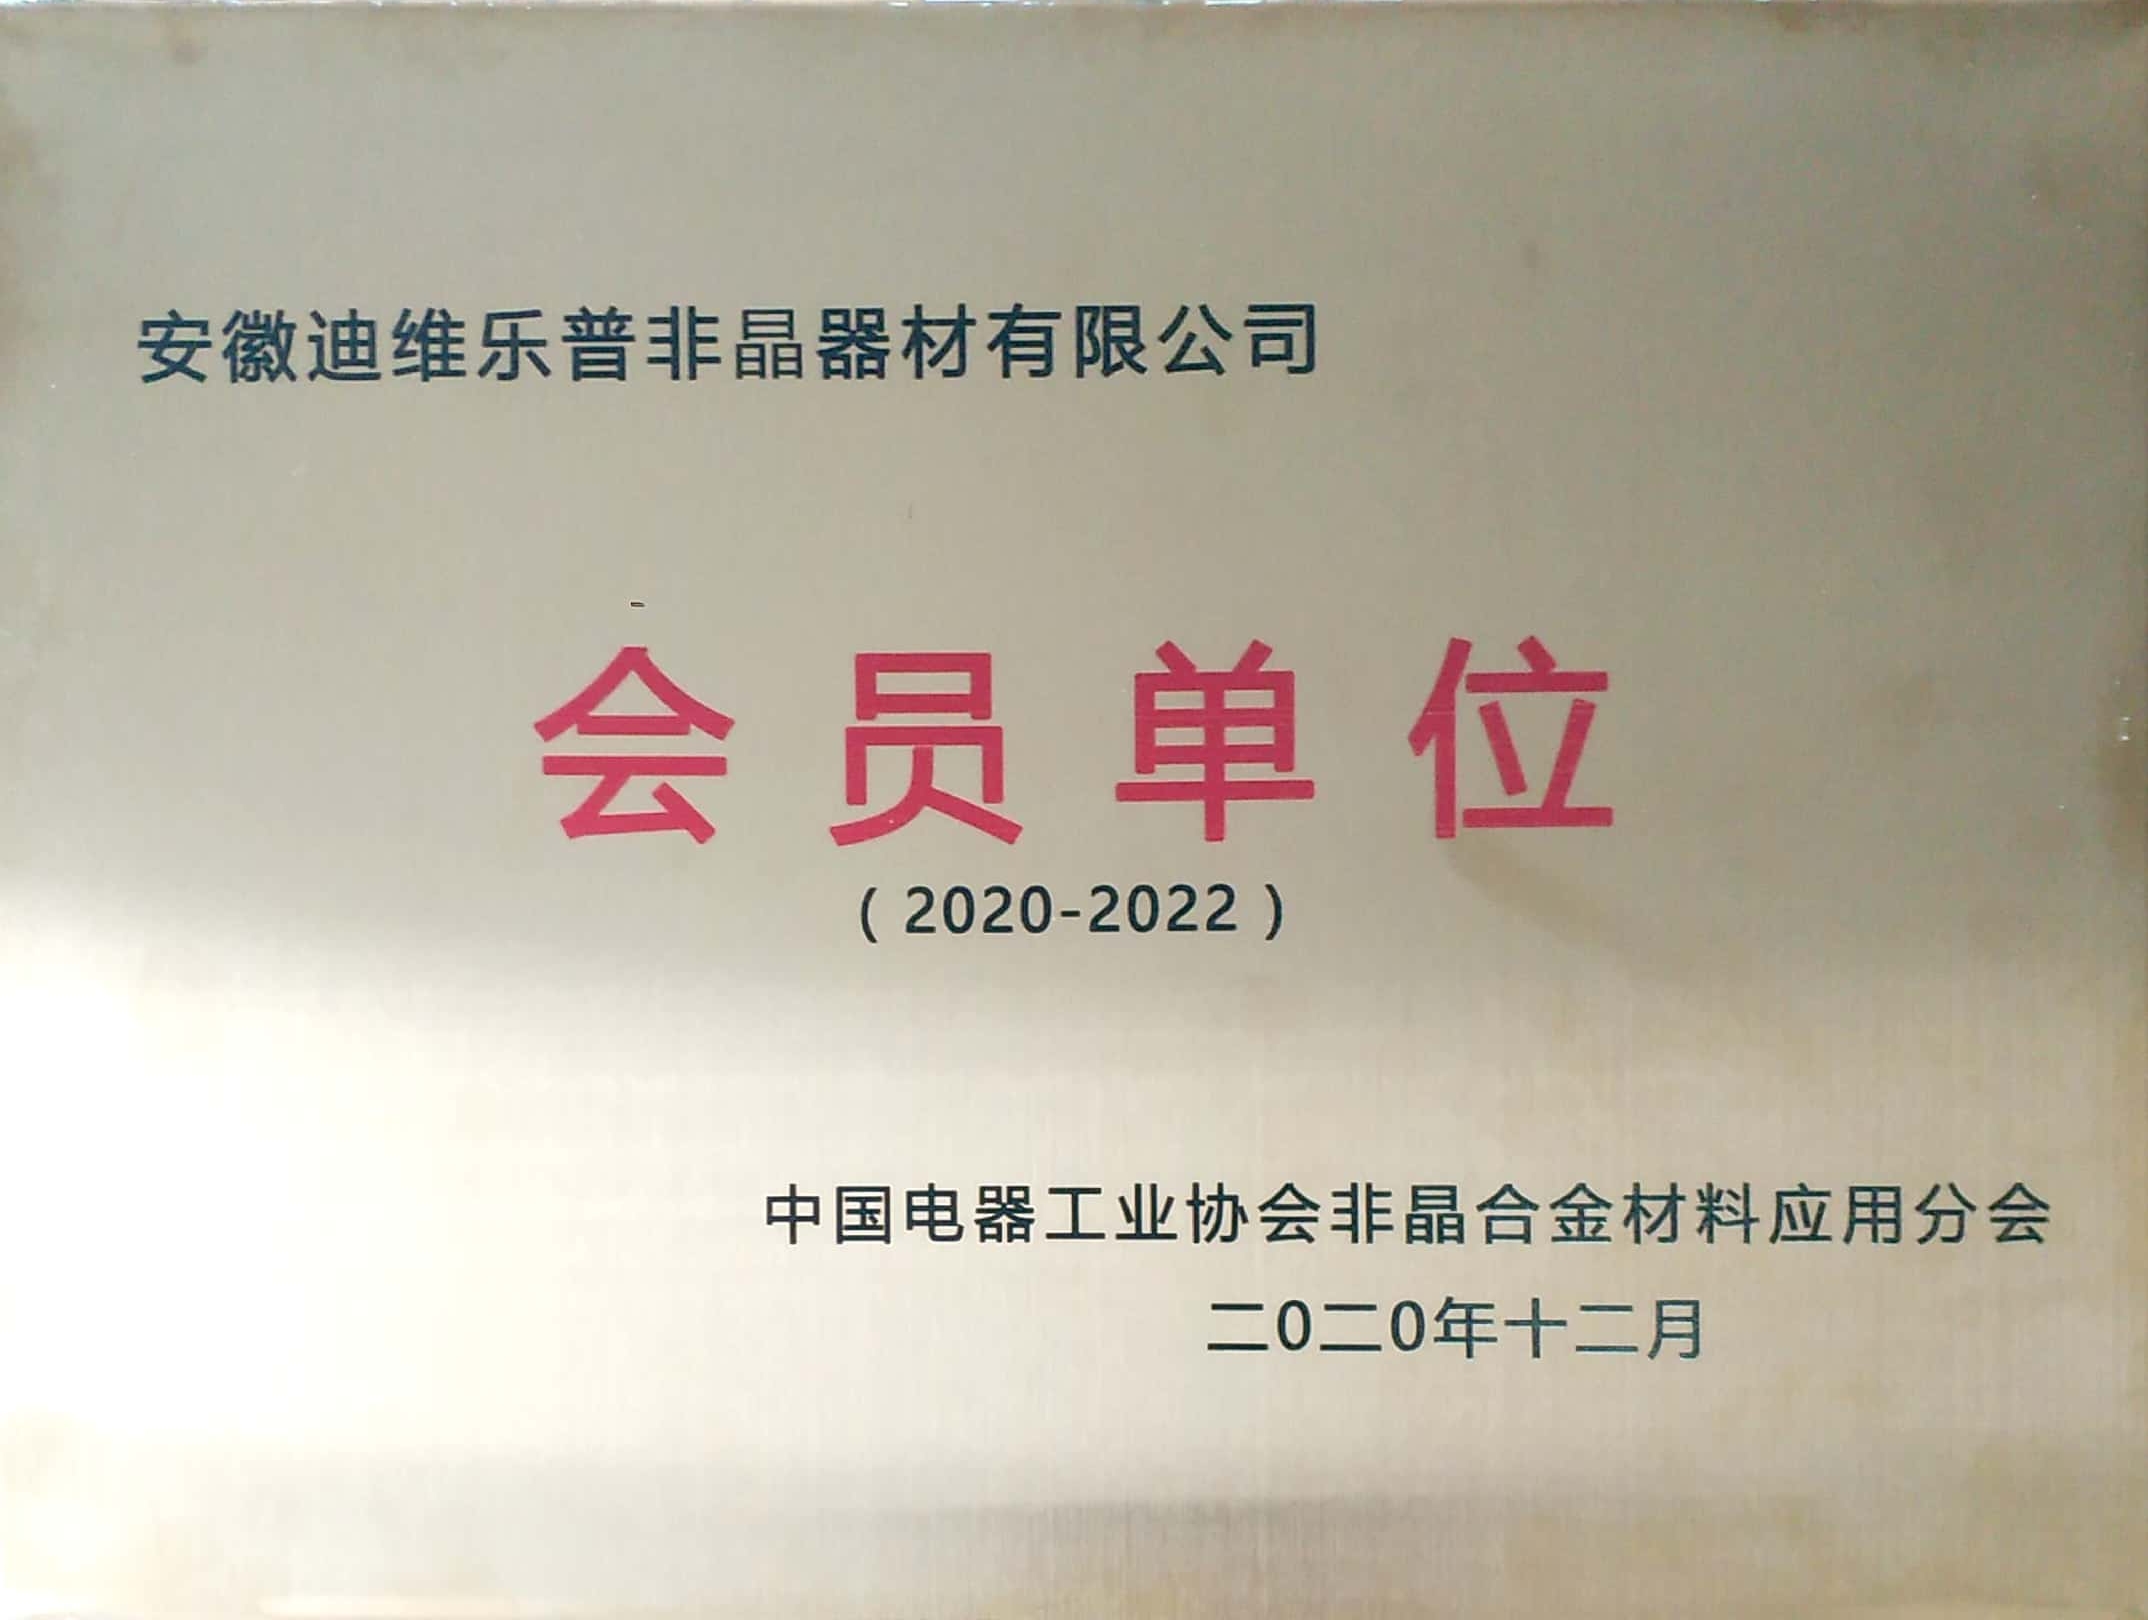 安徽迪维乐普非晶器材有限公司
会员单位
（2020-2022）
中国电器工业协会非晶合金材料应用分会
二0二0年十二月